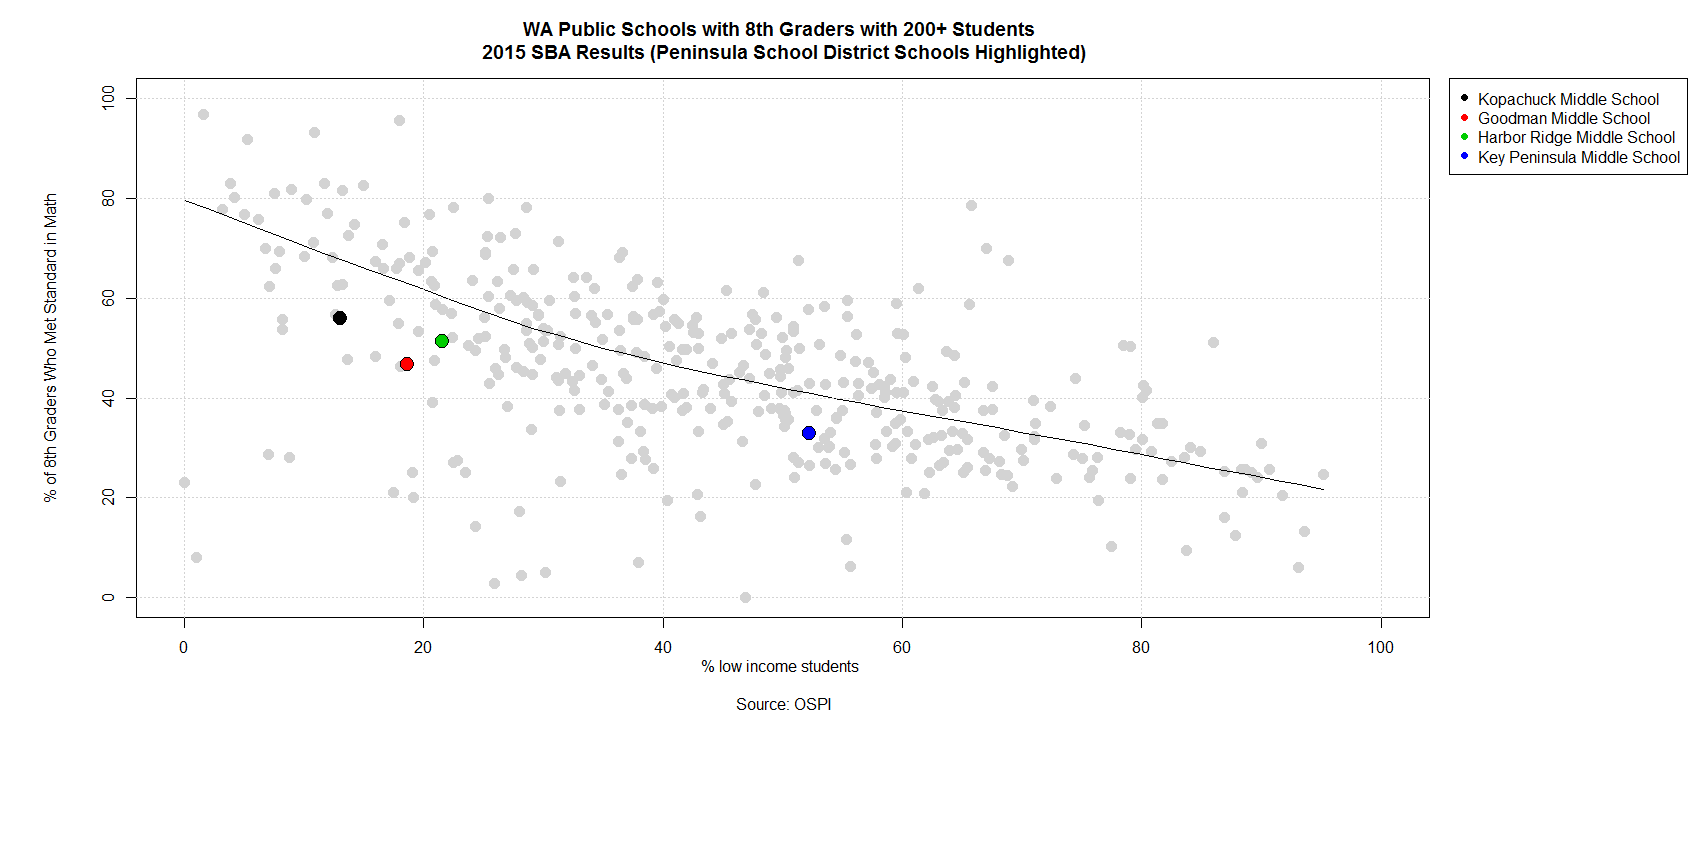 WA Public Schools with 8th Graders with 200+ Students
2015 SBA Results (Peninsula School District Schools Highlighted)
% of 8th Graders Who Met Standard in Math
100
80
60
40
20
0
0 20 40 60 80 100
% low income students
Source: OSPI
Kopachuck Middle School
Goodman Middle School
Harbor Ridge Middle School
Key Peninsula Middle School